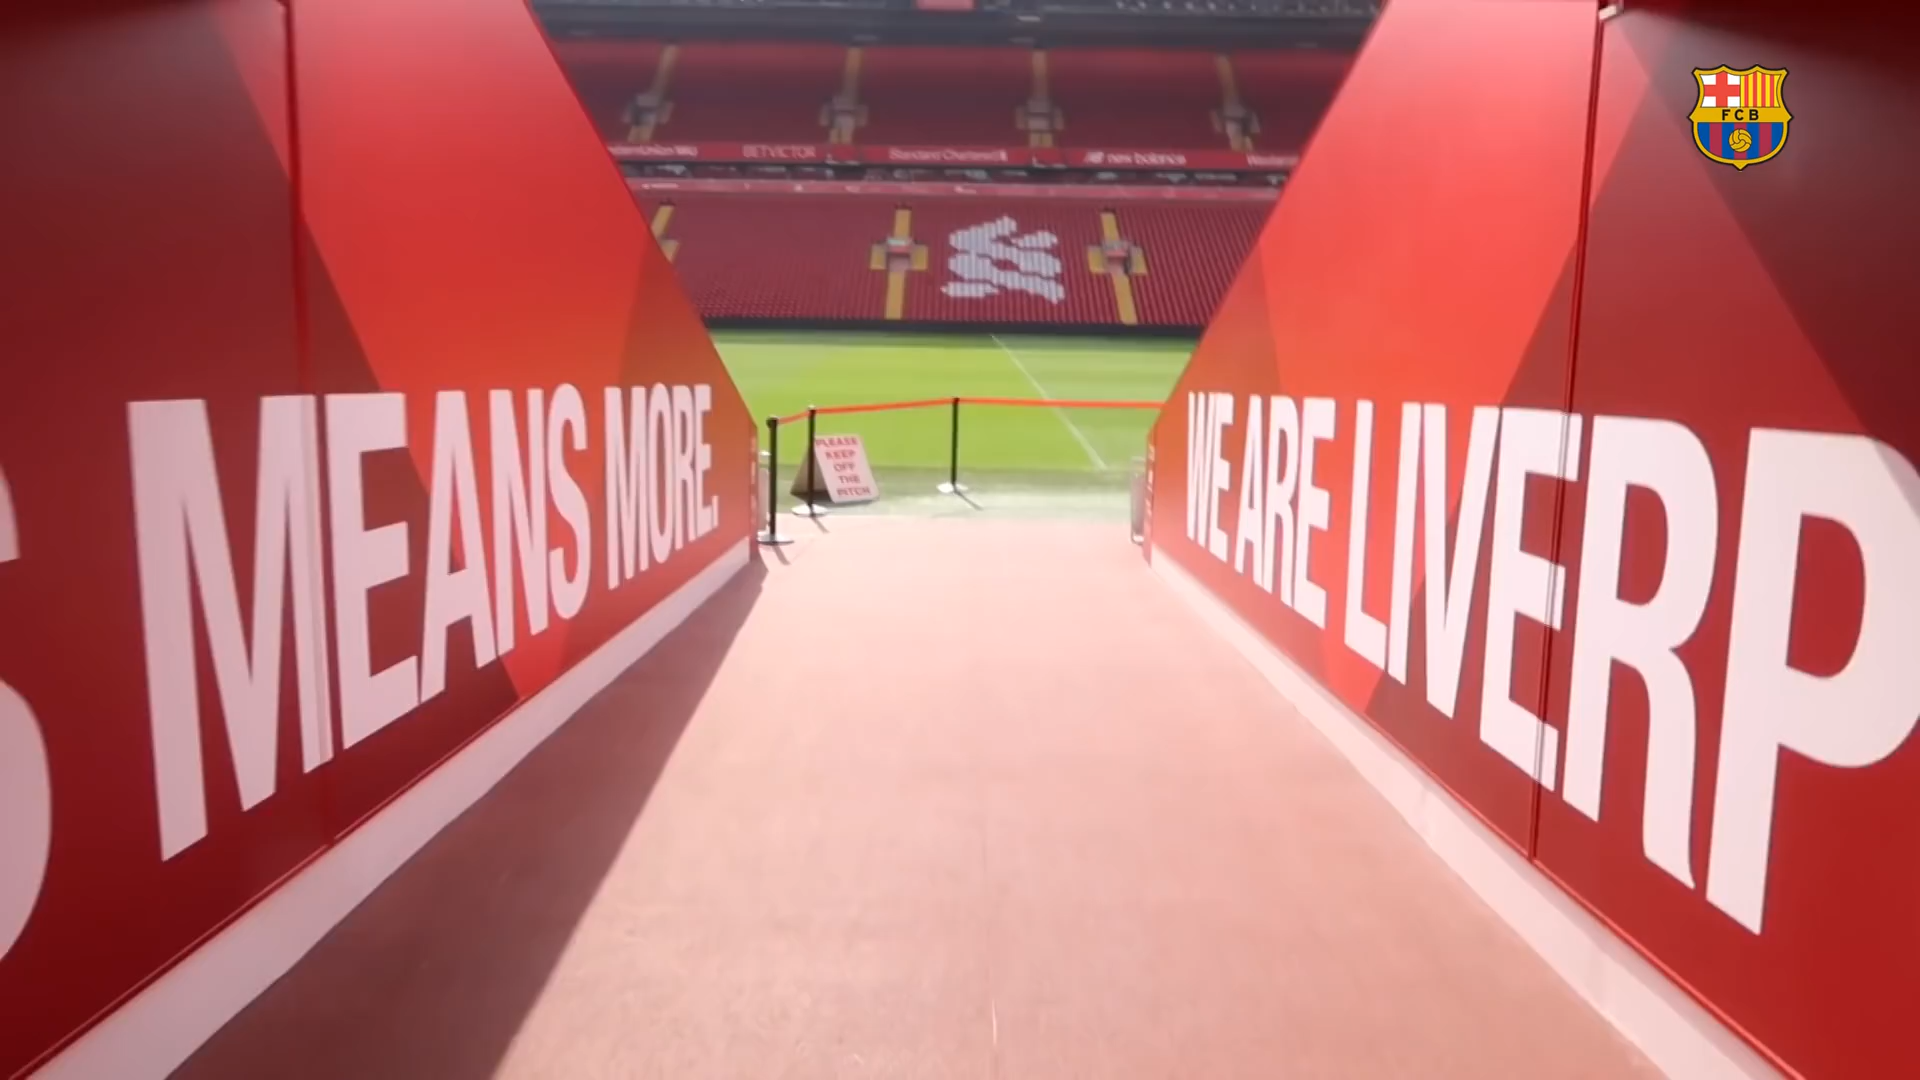 FCB
BETVICTOR
Standard Chartered
new balance
S MEANS MORE.
PLEASE
KEEP
OFF
THE
PITCH
WE ARE LIVERP